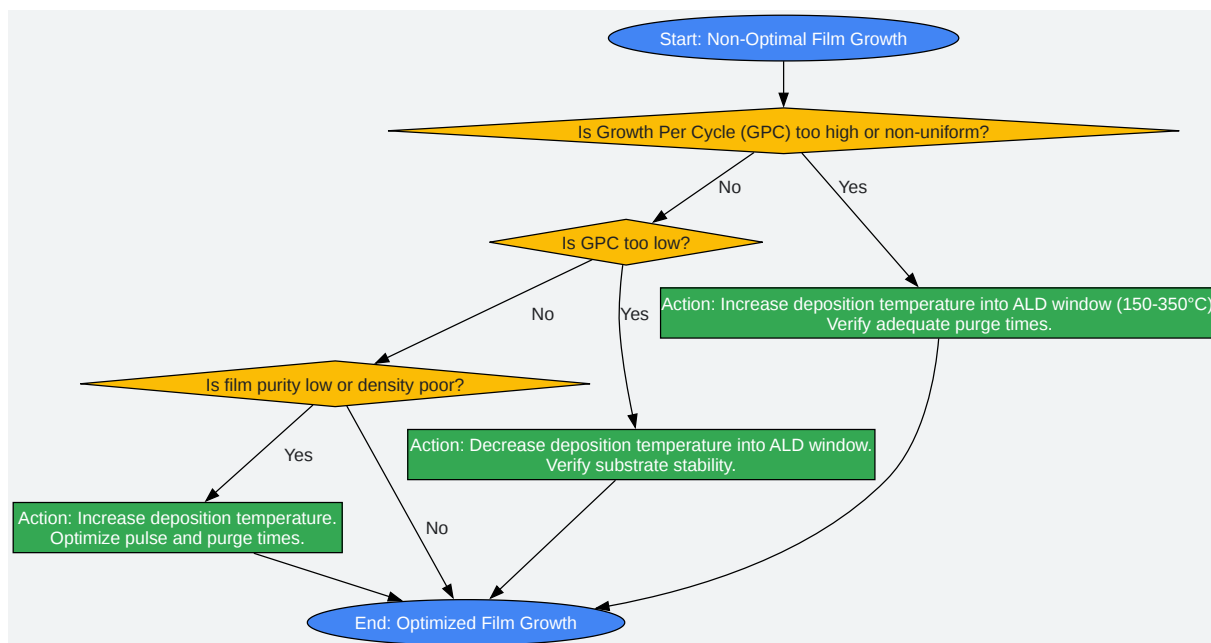 Start: Non-Optimal Film Growth
Is Growth Per Cycle (GPC) too high or non-uniform?
No
Yes
Is GPC too low?
Action: Increase deposition temperature into ALD window (150-350°C).
Verify adequate purge times.
No
Yes
Is film purity low or density poor?
Action: Decrease deposition temperature into ALD window.
Verify substrate stability.
Yes
No
Action: Increase deposition temperature.
Optimize pulse and purge times.
End: Optimized Film Growth